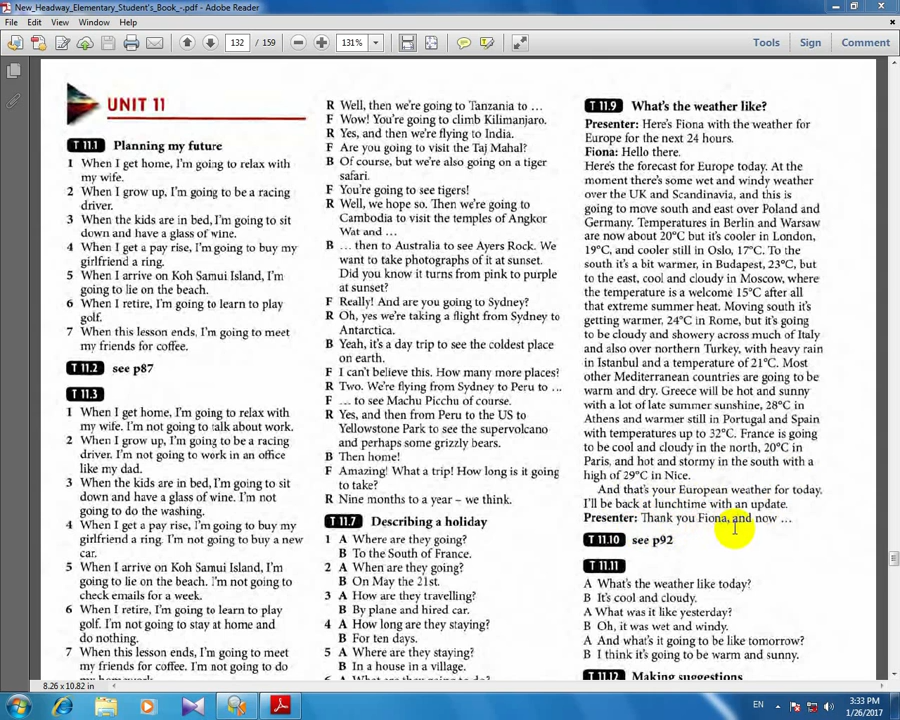 New_Headway_Elementary_Student's_Book_-.pdf - Adobe Reader
File Edit View Window Help
132 / 159 131%
Tools Sign Comment
UNIT 11
T 11.1 Planning my future
1 When I get home, I'm going to relax with
my wife.
2 When I grow up, I'm going to be a racing
driver.
3 When the kids are in bed, I'm going to sit
down and have a glass of wine.
4 When I get a pay rise, I'm going to buy my
girlfriend a ring.
5 When I arrive on Koh Samui Island, I'm
going to lie on the beach.
6 When I retire, I'm going to learn to play
golf.
7 When this lesson ends, I'm going to meet
my friends for coffee.
T 11.2 see p87
T 11.3
1 When I get home, I'm going to relax with
my wife. I'm not going to talk about work.
2 When I grow up, I'm going to be a racing
driver. I'm not going to work in an office
like my dad.
3 When the kids are in bed, I'm going to sit
down and have a glass of wine. I'm not
going to do the washing.
4 When I get a pay rise, I'm going to buy my
girlfriend a ring. I'm not going to buy a new
car.
5 When I arrive on Koh Samui Island, I'm
going to lie on the beach. I'm not going to
check emails for a week.
6 When I retire, I'm going to learn to play
golf. I'm not going to stay at home and
do nothing.
7 When this lesson ends, I'm going to meet
my friends for coffee. I'm not going to do
R Well, then we're going to Tanzania to …
F Wow! You're going to climb Kilimanjaro.
R Yes, and then we're flying to India.
F Are you going to visit the Taj Mahal?
B Of course, but we're also going on a tiger
safari.
F You're going to see tigers!
R Well, we hope so. Then we're going to
Cambodia to visit the temples of Angkor
Wat and …
B … then to Australia to see Ayers Rock. We
want to take photographs of it at sunset.
Did you know it turns from pink to purple
at sunset?
F Really! And are you going to Sydney?
R Oh, yes we're taking a flight from Sydney to
Antarctica.
B Yeah, it's a day trip to see the coldest place
on earth.
F I can't believe this. How many more places?
R Two. We're flying from Sydney to Peru to …
F … to see Machu Picchu of course.
R Yes, and then from Peru to the US to
Yellowstone Park to see the supervolcano
and perhaps some grizzly bears.
B Then home!
F Amazing! What a trip! How long is it going
to take?
R Nine months to a year – we think.
T 11.7 Describing a holiday
1 A Where are they going?
B To the South of France.
2 A When are they going?
B On May the 21st.
3 A How are they travelling?
B By plane and hired car.
4 A How long are they staying?
B For ten days.
5 A Where are they staying?
B In a house in a village.
T 11.9 What's the weather like?
Presenter: Here's Fiona with the weather for
Europe for the next 24 hours.
Fiona: Hello there.
Here's the forecast for Europe today. At the
moment there's some wet and windy weather
over the UK and Scandinavia, and this is
going to move south and east over Poland and
Germany. Temperatures in Berlin and Warsaw
are now about 20°C but it's cooler in London,
19°C, and cooler still in Oslo, 17°C. To the
south it's a bit warmer, in Budapest, 23°C, but
to the east, cool and cloudy in Moscow, where
the temperature is a welcome 15°C after all
that extreme summer heat. Moving south it's
getting warmer, 24°C in Rome, but it's going
to be cloudy and showery across much of Italy
and also over northern Turkey, with heavy rain
in Istanbul and a temperature of 21°C. Most
other Mediterranean countries are going to be
warm and dry. Greece will be hot and sunny
with a lot of late summer sunshine, 28°C in
Athens and warmer still in Portugal and Spain
with temperatures up to 32°C. France is going
to be cool and cloudy in the north, 20°C in
Paris, and hot and stormy in the south with a
high of 29°C in Nice.
And that's your European weather for today.
I'll be back at lunchtime with an update.
Presenter: Thank you Fiona, and now …
T 11.10 see p92
T 11.11
A What's the weather like today?
B It's cool and cloudy.
A What was it like yesterday?
B Oh, it was wet and windy.
A And what's it going to be like tomorrow?
B I think it's going to be warm and sunny.
T 11.12 Making suggestions
8.26 x 10.82 in
EN 3:33 PM
1/26/2017